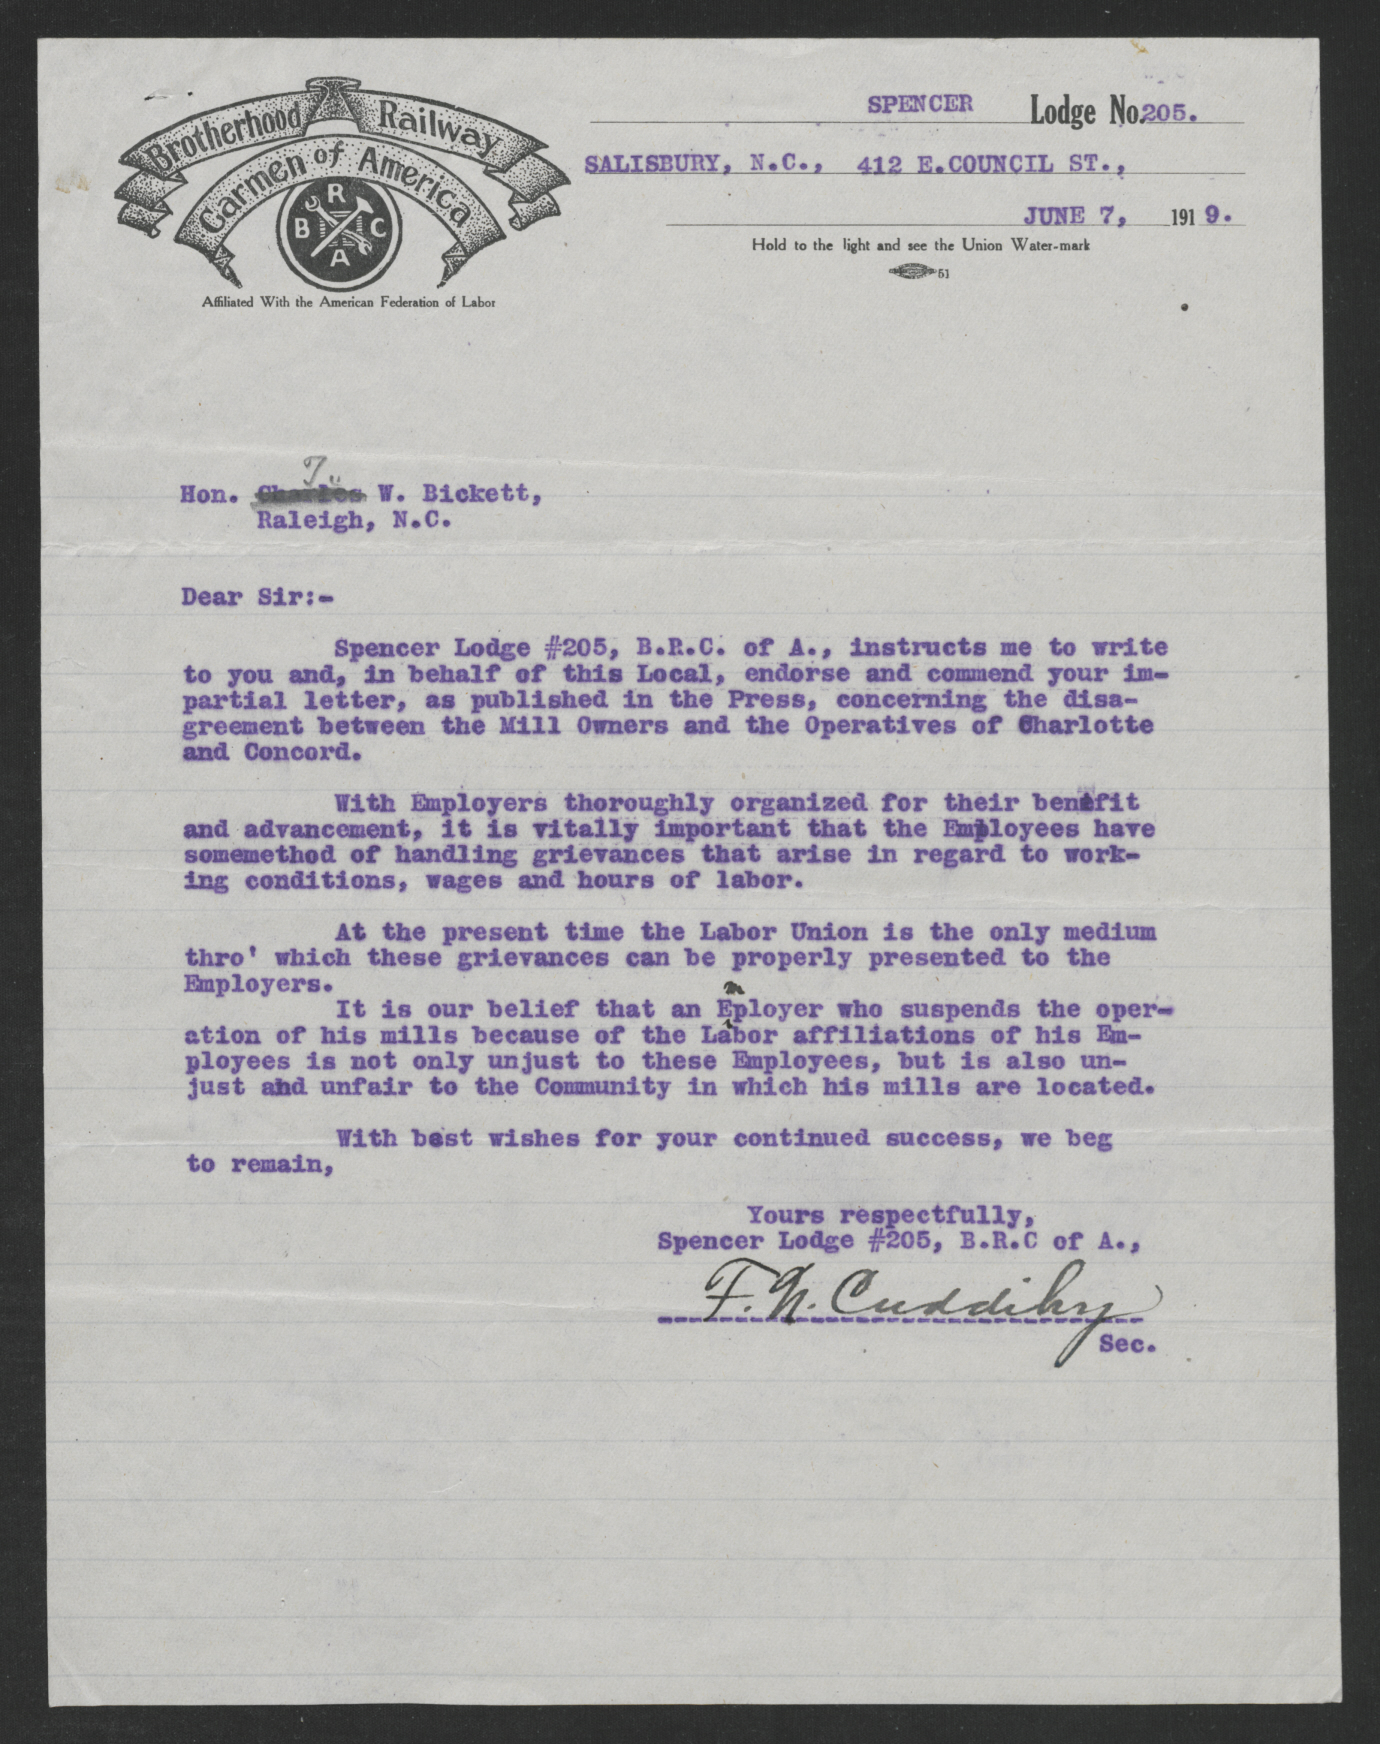 Brotherhood Railway
Carmen of America
B R C A
Affiliated With the American Federation of Labor
SPENCER Lodge No. 205.
SALISBURY, N.C., 412 E.COUNCIL ST.,
JUNE 7, 1919.
Hold to the light and see the Union Water-mark
51
T.
Hon. Charles W. Bickett,
Raleigh, N.C.
Dear Sir:-
Spencer Lodge #205, B.R.C. of A., instructs me to write
to you and, in behalf of this Local, endorse and commend your im-
partial letter, as published in the Press, concerning the disa-
greement between the Mill Owners and the Operatives of Charlotte
and Concord.
With Employers thoroughly organized for their benefit
and advancement, it is vitally important that the Employees have
somemethod of handling grievances that arise in regard to work-
ing conditions, wages and hours of labor.
At the present time the Labor Union is the only medium
thro' which these grievances can be properly presented to the
Employers.
It is our belief that an Employer who suspends the oper-
ation of his mills because of the Labor affiliations of his Em-
ployees is not only unjust to these Employees, but is also un-
just and unfair to the Community in which his mills are located.
With best wishes for your continued success, we beg
to remain,
Yours respectfully,
Spencer Lodge #205, B.R.C of A.,
F. N. Cuddihy
Sec.